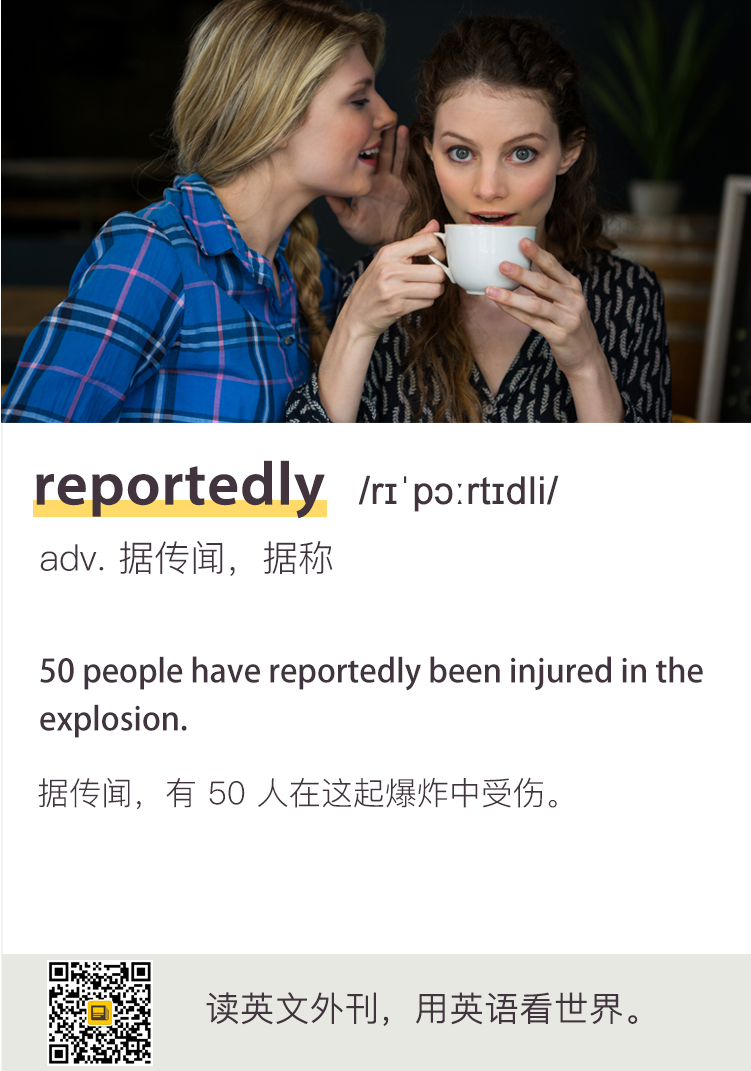 reportedly /rɪˈpɔːrtɪdli/
adv. 据传闻，据称
50 people have reportedly been injured in the
explosion.
据传闻，有 50 人在这起爆炸中受伤。
读英文外刊，用英语看世界。